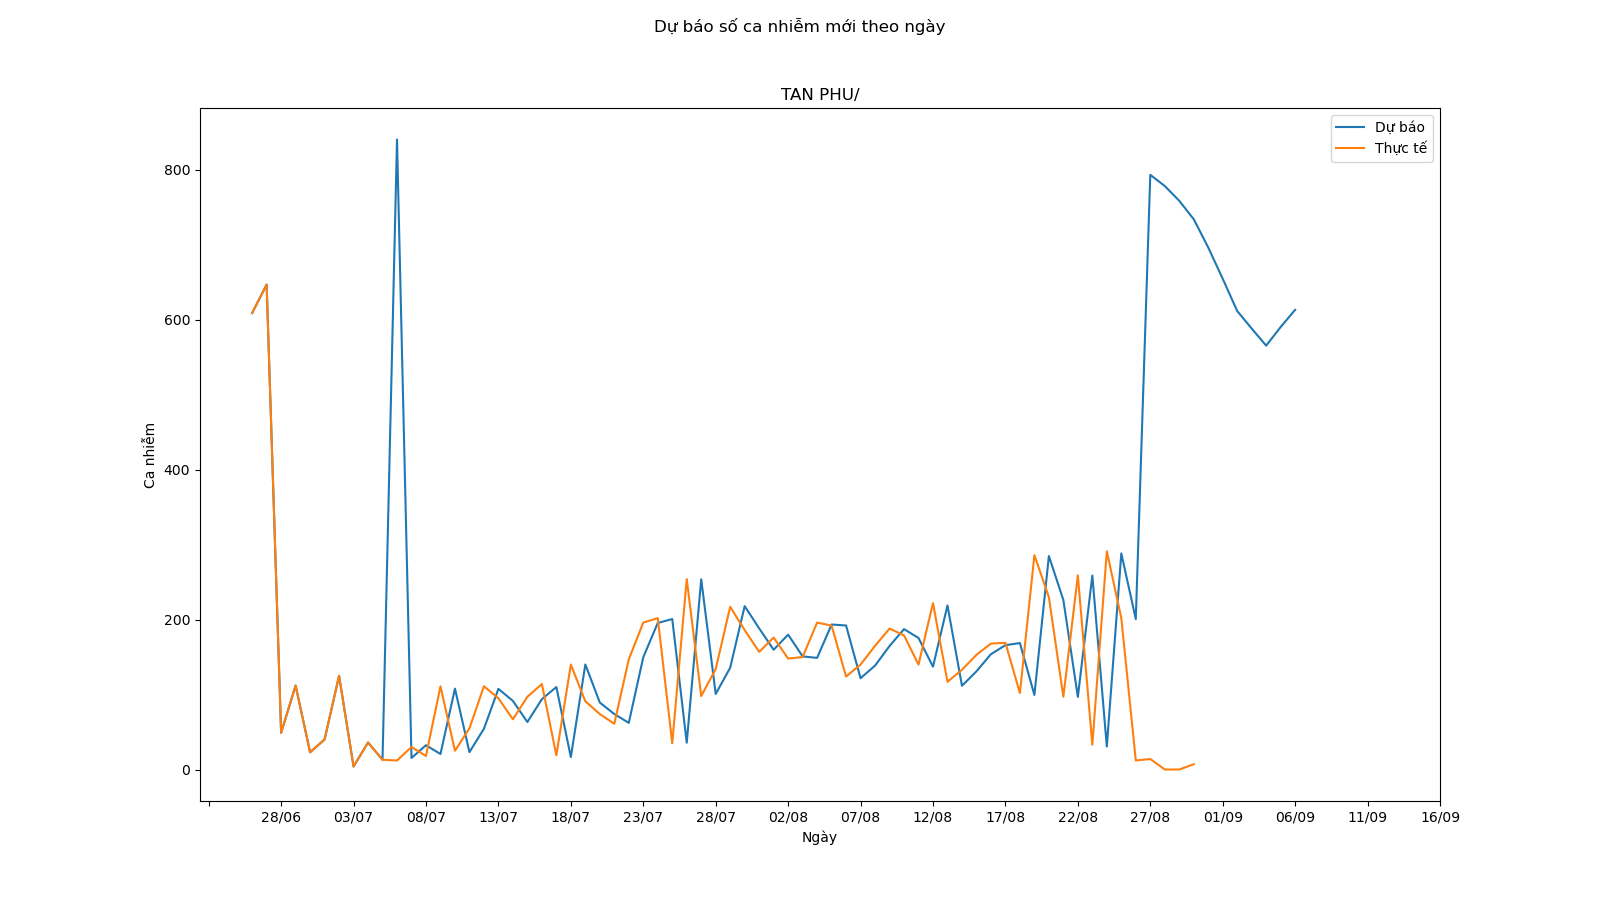 Dự báo số ca nhiễm mới theo ngày
TAN PHU/
Dự báo
Thực tế
Ca nhiễm
800
600
400
200
0
28/06 03/07 08/07 13/07 18/07 23/07 28/07 02/08 07/08 12/08 17/08 22/08 27/08 01/09 06/09 11/09 16/09
Ngày